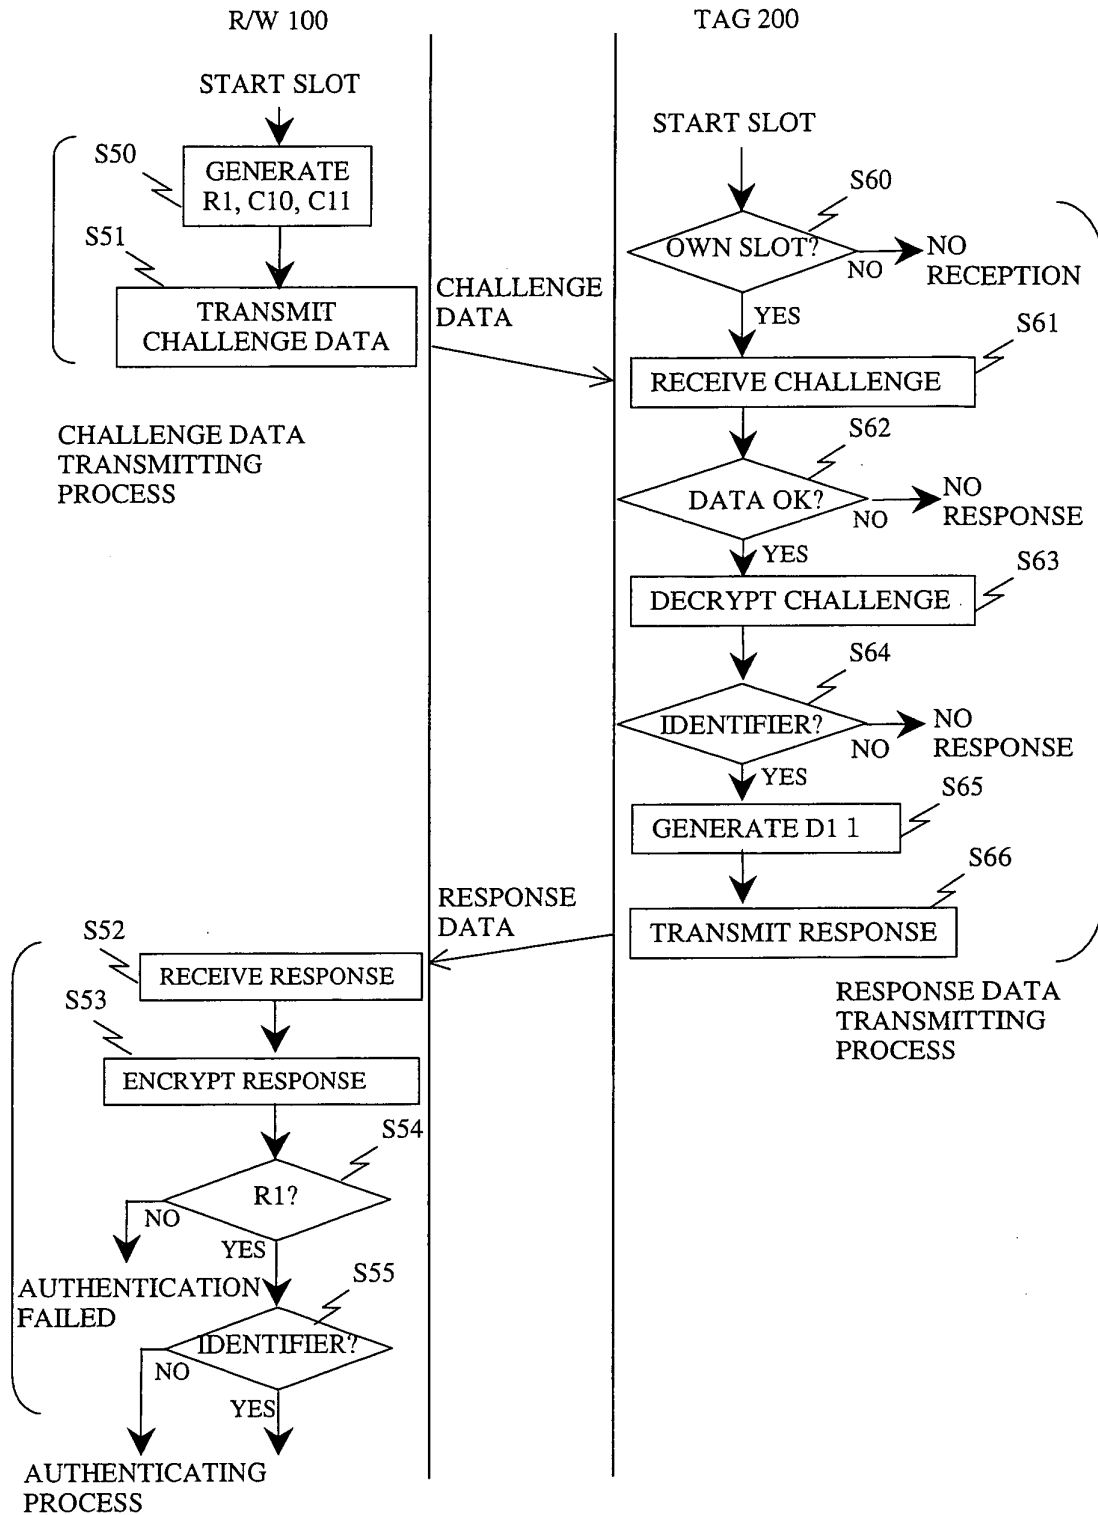 R/W 100
TAG 200
START SLOT
START SLOT
S50
GENERATE
R1, C10, C11
S51
TRANSMIT
CHALLENGE DATA
CHALLENGE DATA
TRANSMITTING
PROCESS
CHALLENGE
DATA
S60
OWN SLOT?
NO
NO
RECEPTION
YES
S61
RECEIVE CHALLENGE
S62
DATA OK?
NO
NO
RESPONSE
YES
S63
DECRYPT CHALLENGE
S64
IDENTIFIER?
NO
NO
RESPONSE
YES
S65
GENERATE D1 1
S66
TRANSMIT RESPONSE
RESPONSE DATA
TRANSMITTING
PROCESS
RESPONSE
DATA
S52
RECEIVE RESPONSE
S53
ENCRYPT RESPONSE
S54
R1?
NO
YES
AUTHENTICATION
FAILED
S55
IDENTIFIER?
NO
YES
AUTHENTICATING
PROCESS